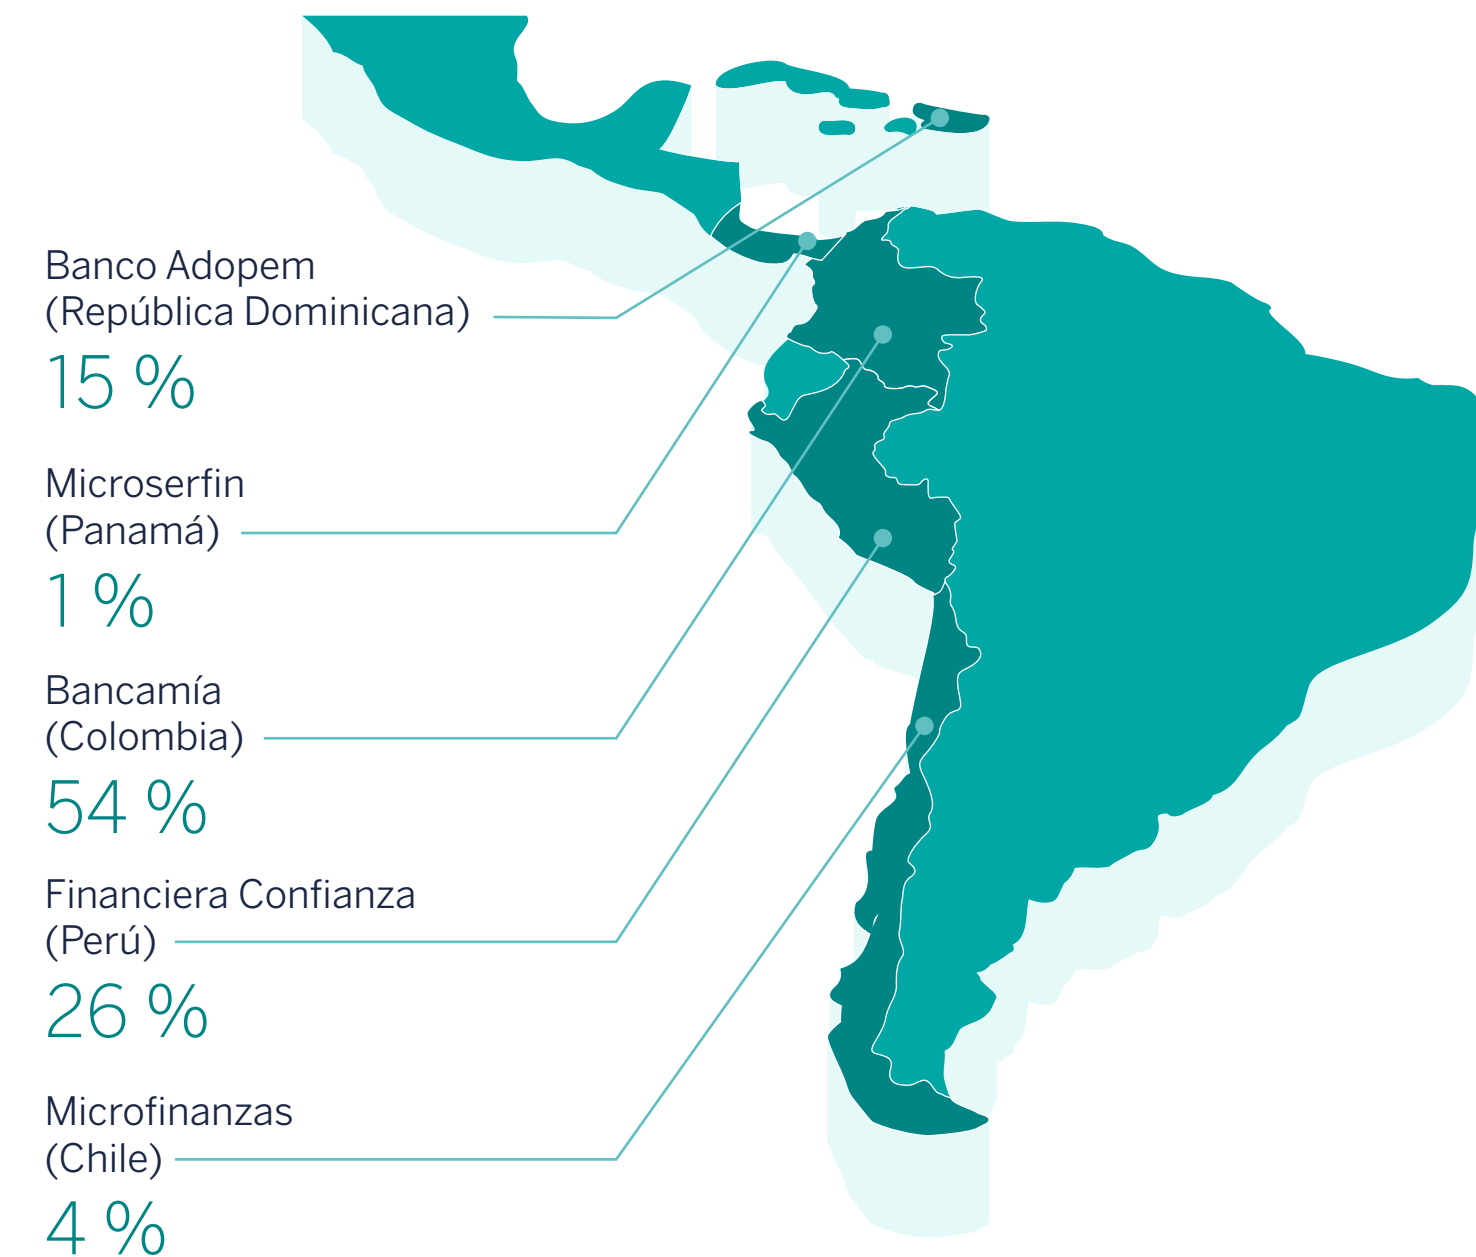 Banco Adopem
(República Dominicana)
15 %
Microserfin
(Panamá)
1 %
Bancamía
(Colombia)
54 %
Financiera Confianza
(Perú)
26 %
Microfinanzas
(Chile)
4 %